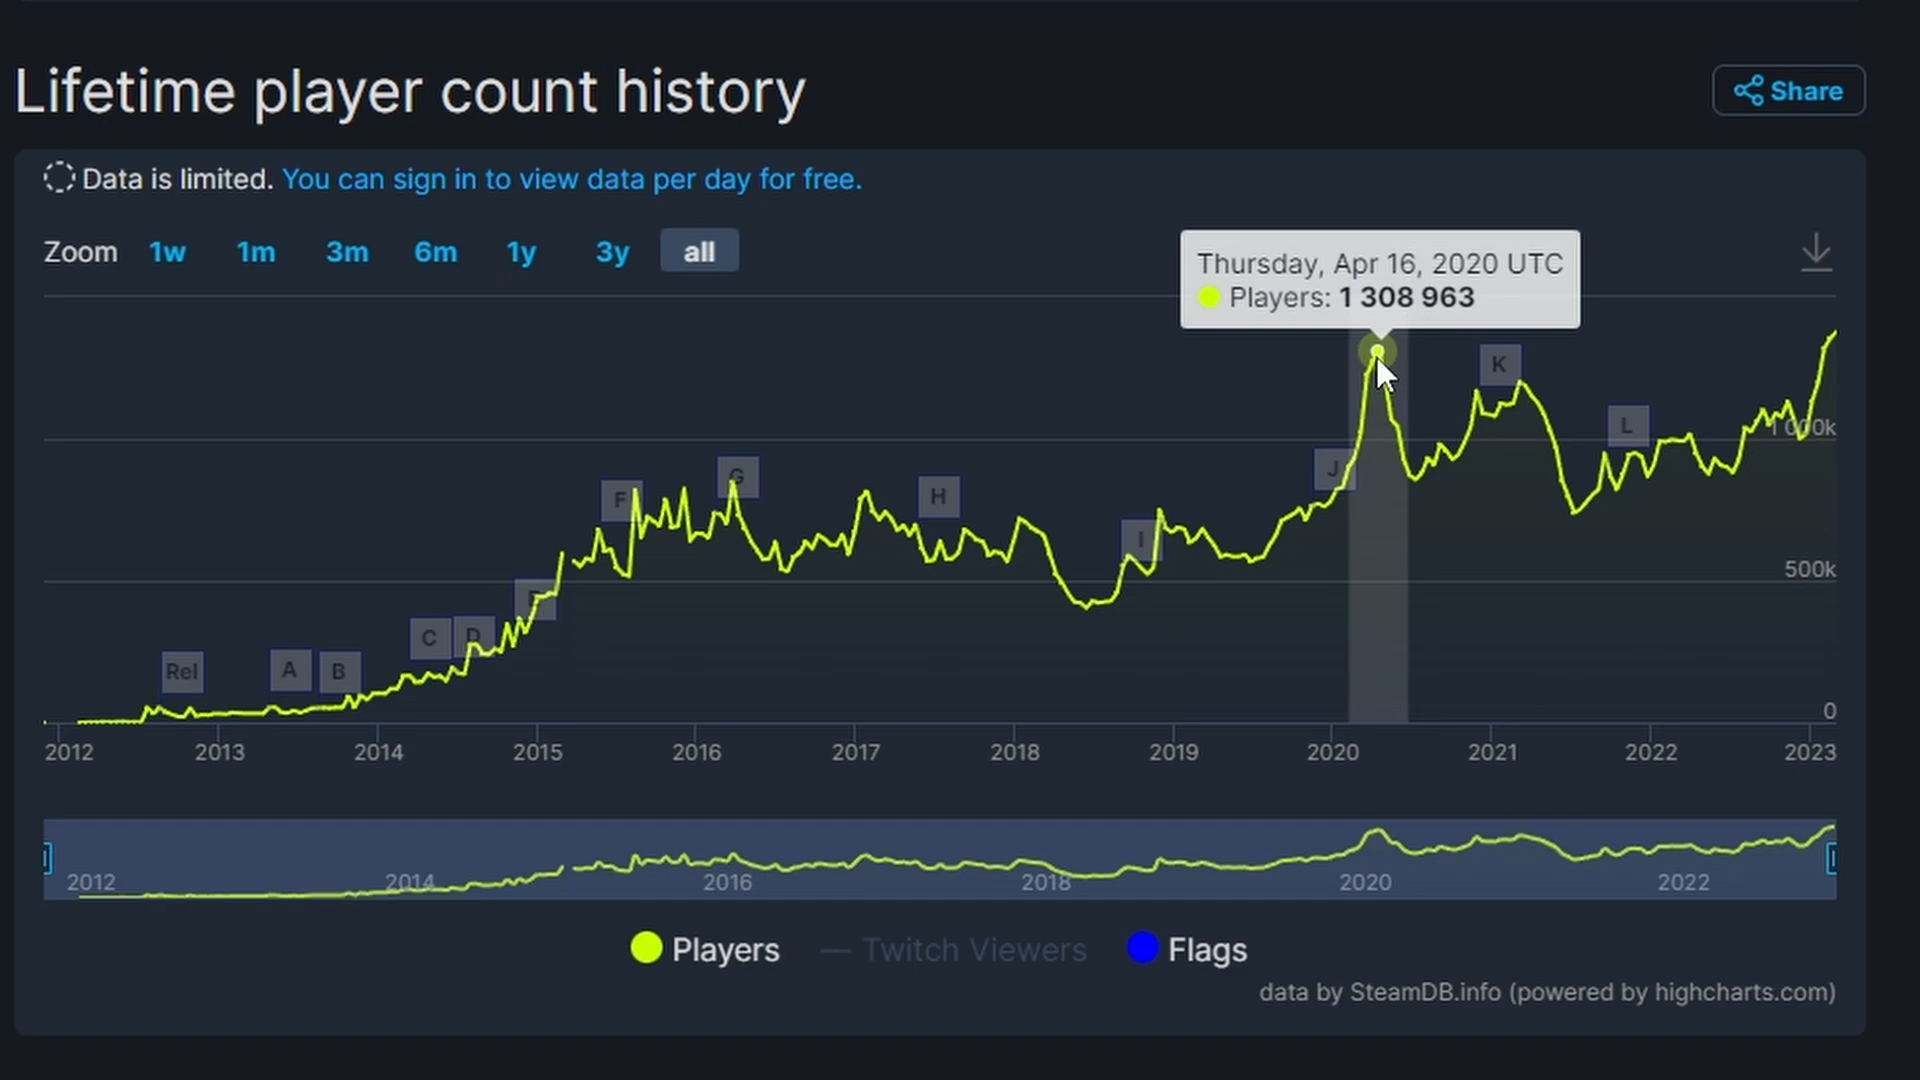 Lifetime player count history
Share
Data is limited. You can sign in to view data per day for free.
Zoom 1w 1m 3m 6m 1y 3y all
Thursday, Apr 16, 2020 UTC
Players: 1 308 963
K
L
1 000k
J
G
F
H
I
500k
C
D
Rel
A
B
0
2012 2013 2014 2015 2016 2017 2018 2019 2020 2021 2022 2023
2012 2014 2016 2018 2020 2022
Players Twitch Viewers Flags
data by SteamDB.info (powered by highcharts.com)